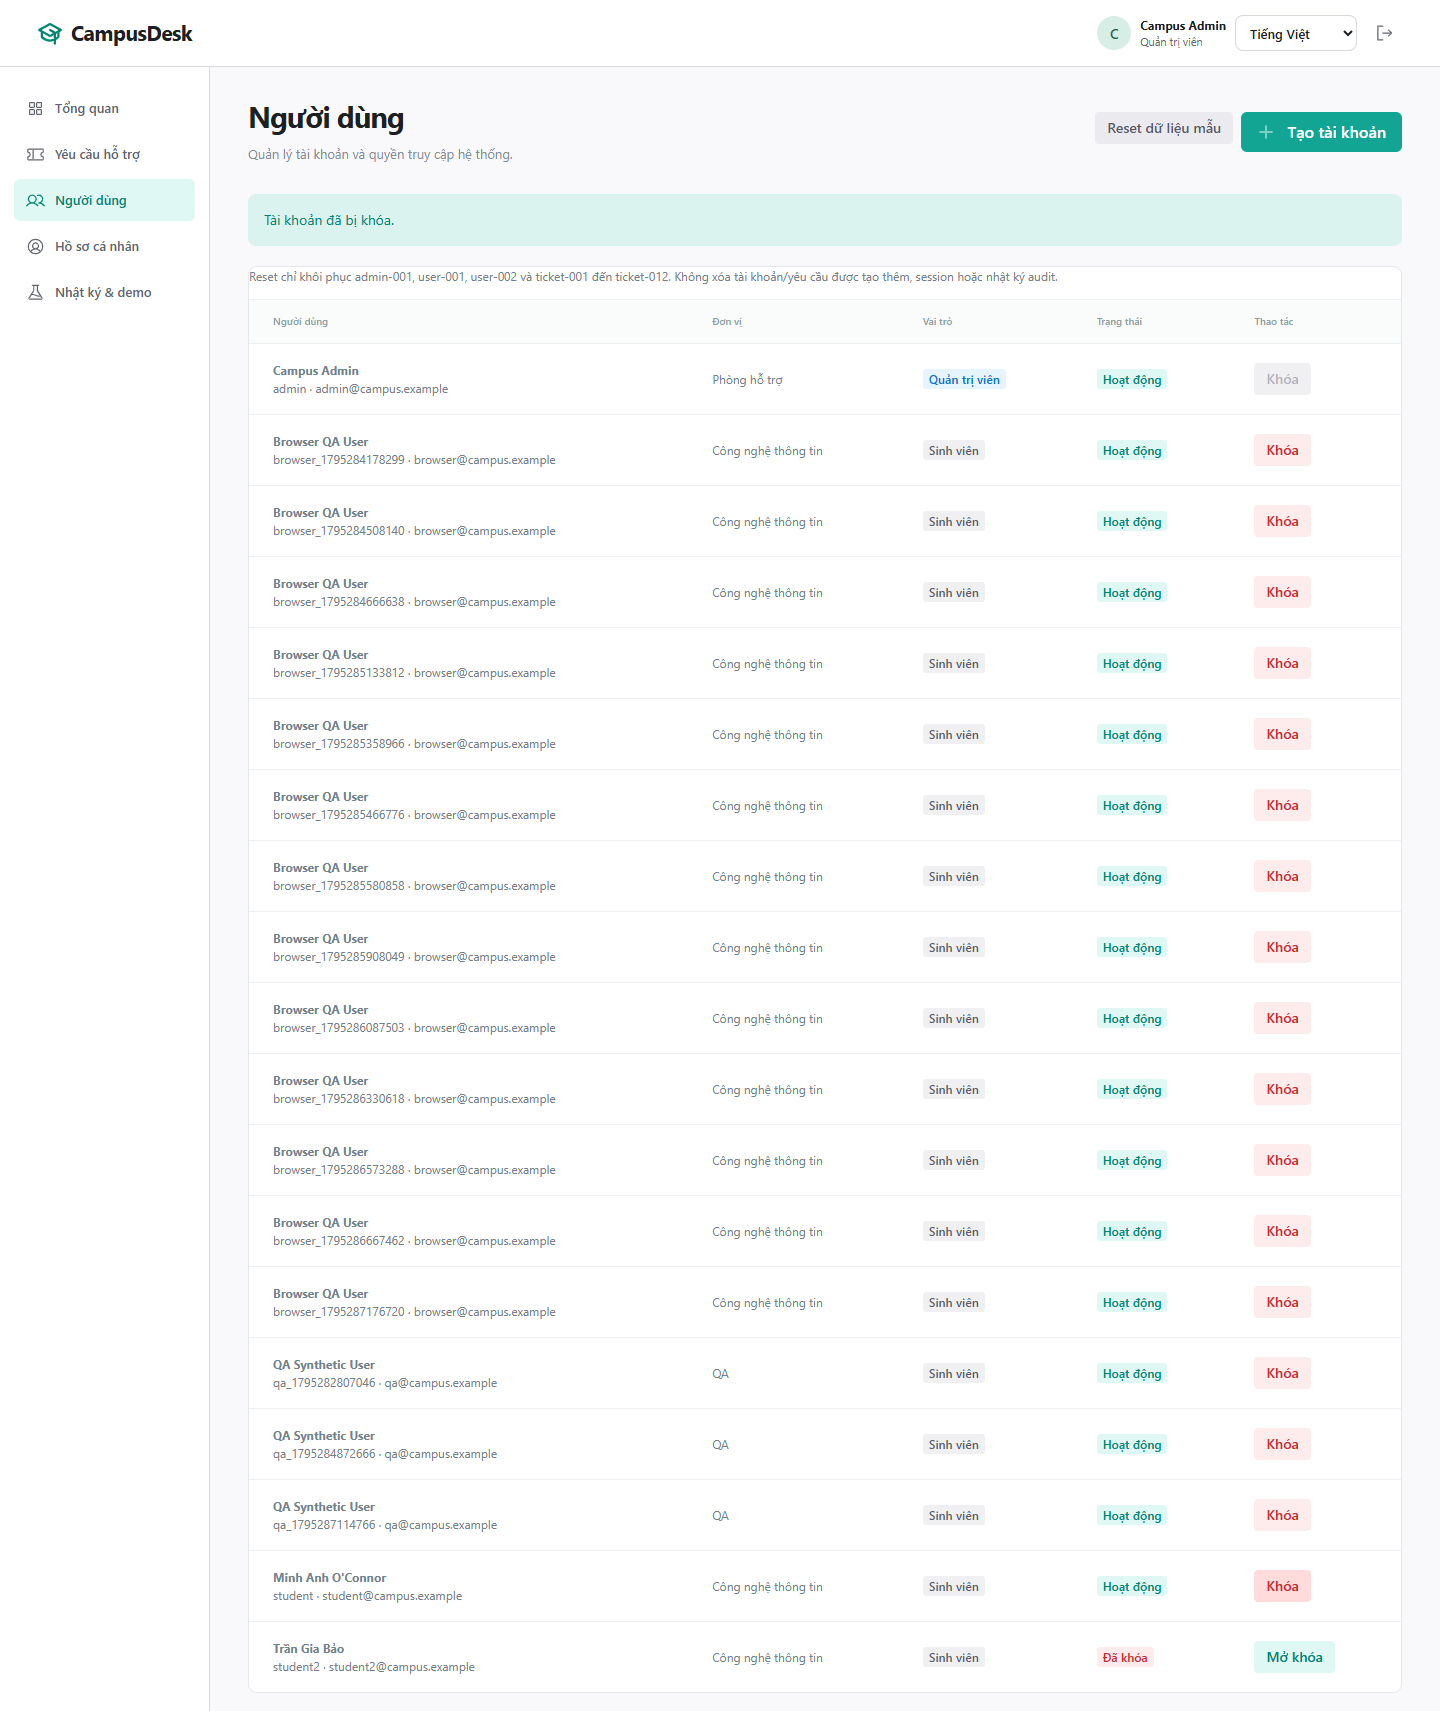 CampusDesk
C
Campus Admin
Quản trị viên
Tiếng Việt
Tổng quan
Yêu cầu hỗ trợ
Người dùng
Hồ sơ cá nhân
Nhật ký & demo
Người dùng
Quản lý tài khoản và quyền truy cập hệ thống.
Reset dữ liệu mẫu
Tạo tài khoản
Tài khoản đã bị khóa.
Reset chỉ khôi phục admin-001, user-001, user-002 và ticket-001 đến ticket-012. Không xóa tài khoản/yêu cầu được tạo thêm, session hoặc nhật ký audit.
Người dùng Đơn vị Vai trò Trạng thái Thao tác
Campus Admin
admin · admin@campus.example
Phòng hỗ trợ Quản trị viên Hoạt động Khóa
Browser QA User
browser_1795284178299 · browser@campus.example
Công nghệ thông tin Sinh viên Hoạt động Khóa
Browser QA User
browser_1795284508140 · browser@campus.example
Công nghệ thông tin Sinh viên Hoạt động Khóa
Browser QA User
browser_1795284666638 · browser@campus.example
Công nghệ thông tin Sinh viên Hoạt động Khóa
Browser QA User
browser_1795285133812 · browser@campus.example
Công nghệ thông tin Sinh viên Hoạt động Khóa
Browser QA User
browser_1795285358966 · browser@campus.example
Công nghệ thông tin Sinh viên Hoạt động Khóa
Browser QA User
browser_1795285466776 · browser@campus.example
Công nghệ thông tin Sinh viên Hoạt động Khóa
Browser QA User
browser_1795285580858 · browser@campus.example
Công nghệ thông tin Sinh viên Hoạt động Khóa
Browser QA User
browser_1795285908049 · browser@campus.example
Công nghệ thông tin Sinh viên Hoạt động Khóa
Browser QA User
browser_1795286087503 · browser@campus.example
Công nghệ thông tin Sinh viên Hoạt động Khóa
Browser QA User
browser_1795286330618 · browser@campus.example
Công nghệ thông tin Sinh viên Hoạt động Khóa
Browser QA User
browser_1795286573288 · browser@campus.example
Công nghệ thông tin Sinh viên Hoạt động Khóa
Browser QA User
browser_1795286667462 · browser@campus.example
Công nghệ thông tin Sinh viên Hoạt động Khóa
Browser QA User
browser_1795287176720 · browser@campus.example
Công nghệ thông tin Sinh viên Hoạt động Khóa
QA Synthetic User
qa_1795282807046 · qa@campus.example
QA Sinh viên Hoạt động Khóa
QA Synthetic User
qa_1795284872666 · qa@campus.example
QA Sinh viên Hoạt động Khóa
QA Synthetic User
qa_1795287114766 · qa@campus.example
QA Sinh viên Hoạt động Khóa
Minh Anh O'Connor
student · student@campus.example
Công nghệ thông tin Sinh viên Hoạt động Khóa
Trần Gia Bảo
student2 · student2@campus.example
Công nghệ thông tin Sinh viên Đã khóa Mở khóa